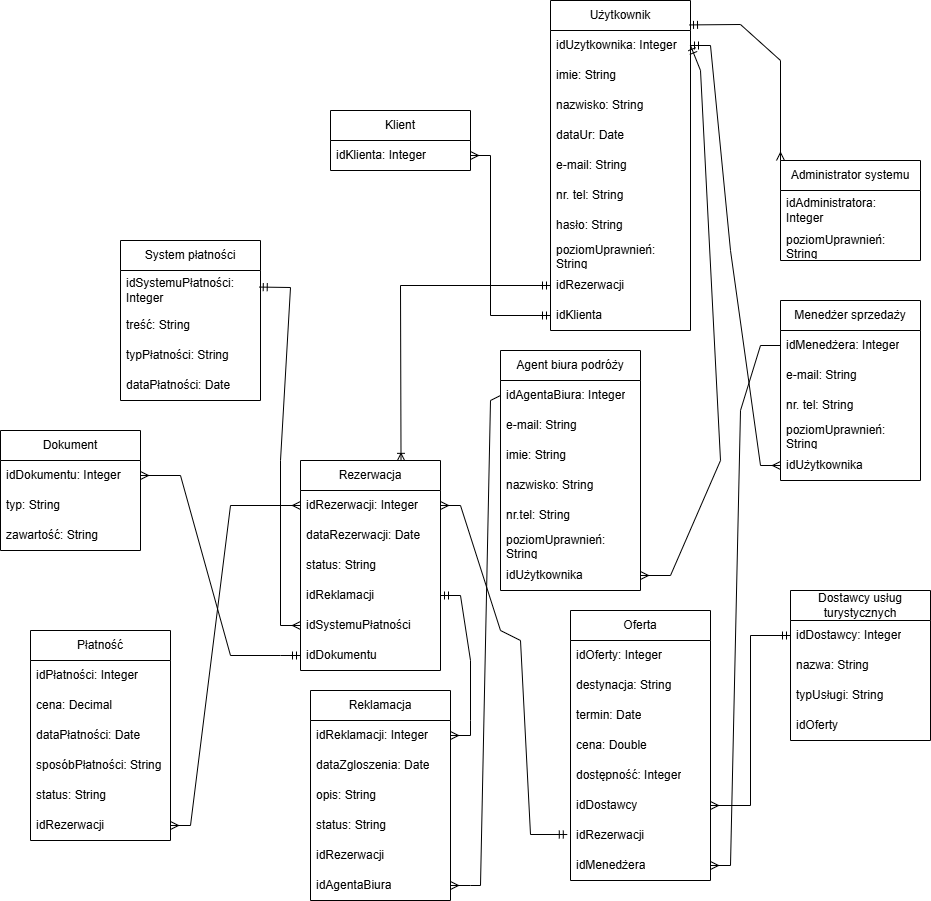 Użytkownik
idUzytkownika: Integer
imie: String
nazwisko: String
dataUr: Date
e-mail: String
nr. tel: String
hasło: String
poziomUprawnień:
String
idRezerwacji
idKlienta
Klient
idKlienta: Integer
Administrator systemu
idAdministratora:
Integer
poziomUprawnień:
String
System płatności
idSystemuPłatności:
Integer
treść: String
typPłatności: String
dataPłatności: Date
Menedżer sprzedaży
idMenedżera: Integer
e-mail: String
nr. tel: String
poziomUprawnień:
String
idUżytkownika
Agent biura podróży
idAgentaBiura: Integer
e-mail: String
imie: String
nazwisko: String
nr.tel: String
poziomUprawnień:
String
idUżytkownika
Dokument
idDokumentu: Integer
typ: String
zawartość: String
Rezerwacja
idRezerwacji: Integer
dataRezerwacji: Date
status: String
idReklamacji
idSystemuPłatności
idDokumentu
Dostawcy usług
turystycznych
idDostawcy: Integer
nazwa: String
typUsługi: String
idOferty
Oferta
idOferty: Integer
destynacja: String
termin: Date
cena: Double
dostępność: Integer
idDostawcy
idRezerwacji
idMenedżera
Płatność
idPłatności: Integer
cena: Decimal
dataPłatności: Date
sposóbPłatności: String
status: String
idRezerwacji
Reklamacja
idReklamacji: Integer
dataZgloszenia: Date
opis: String
status: String
idRezerwacji
idAgentaBiura